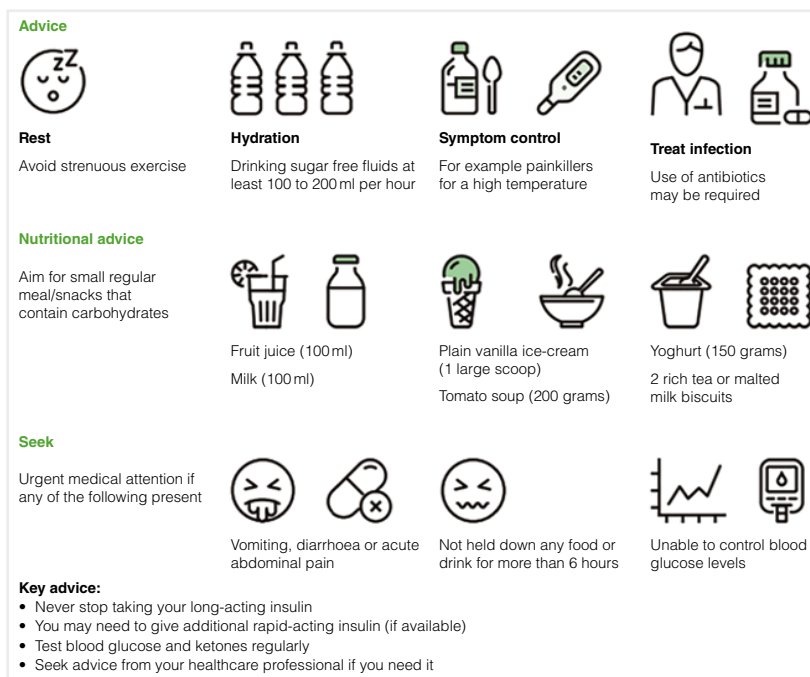 Advice
zZ
Rest
Avoid strenuous exercise
Hydration
Drinking sugar free fluids at
least 100 to 200 ml per hour
Symptom control
For example painkillers
for a high temperature
Treat infection
Use of antibiotics
may be required
Nutritional advice
Aim for small regular
meal/snacks that
contain carbohydrates
Fruit juice (100 ml)
Milk (100 ml)
Plain vanilla ice-cream
(1 large scoop)
Tomato soup (200 grams)
Yoghurt (150 grams)
2 rich tea or malted
milk biscuits
Seek
Urgent medical attention if
any of the following present
Vomiting, diarrhoea or acute
abdominal pain
Not held down any food or
drink for more than 6 hours
Unable to control blood
glucose levels
Key advice:
• Never stop taking your long-acting insulin
• You may need to give additional rapid-acting insulin (if available)
• Test blood glucose and ketones regularly
• Seek advice from your healthcare professional if you need it